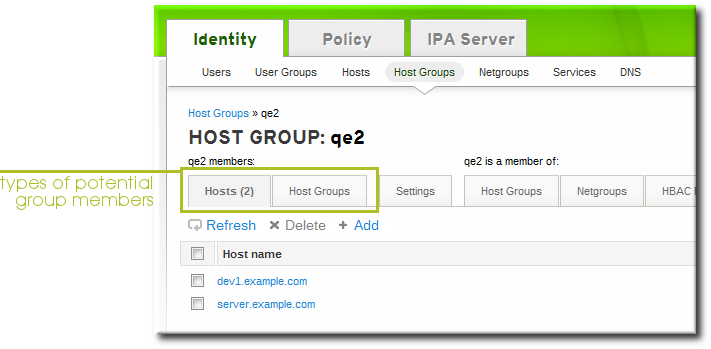 Identity Policy IPA Server
Users User Groups Hosts Host Groups Netgroups Services DNS
Host Groups » qe2
HOST GROUP: qe2
qe2 members: qe2 is a member of:
types of potential
group members
Hosts (2) Host Groups Settings Host Groups Netgroups HBAC
Refresh Delete Add
Host name
dev1.example.com
server.example.com